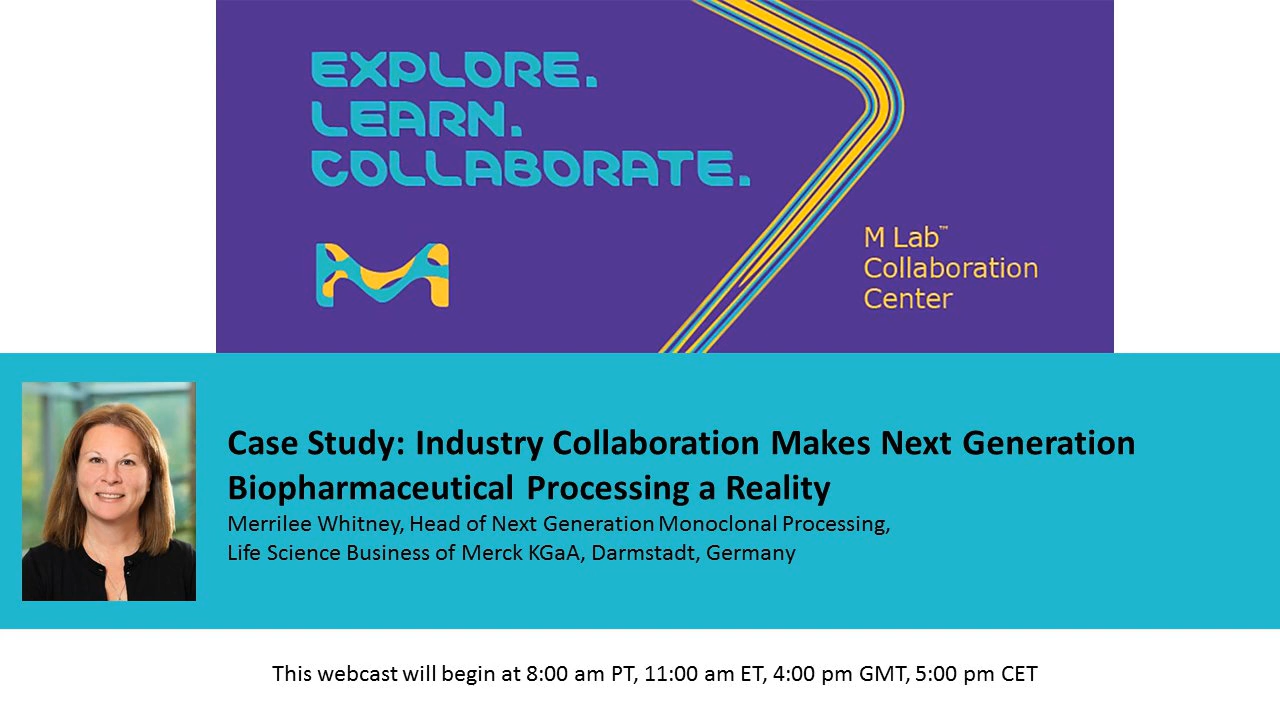 EXPLORE.
LEARN.
COLLABORATE.
M Lab™
Collaboration
Center
Case Study: Industry Collaboration Makes Next Generation
Biopharmaceutical Processing a Reality
Merrilee Whitney, Head of Next Generation Monoclonal Processing,
Life Science Business of Merck KGaA, Darmstadt, Germany
This webcast will begin at 8:00 am PT, 11:00 am ET, 4:00 pm GMT, 5:00 pm CET